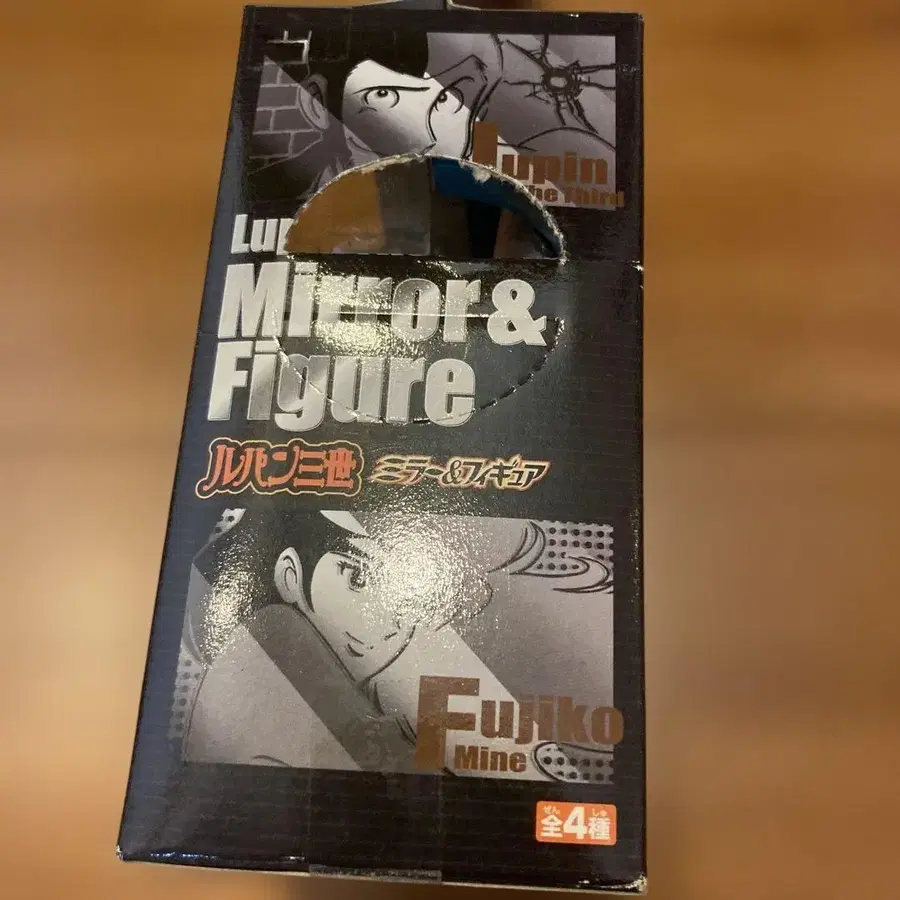 Lupin
The Third
Lup
Mirror &
Figure
ルパン三世 ミラー&フィギュア
Fujiko
Mine
ぜん しゅ
全4種